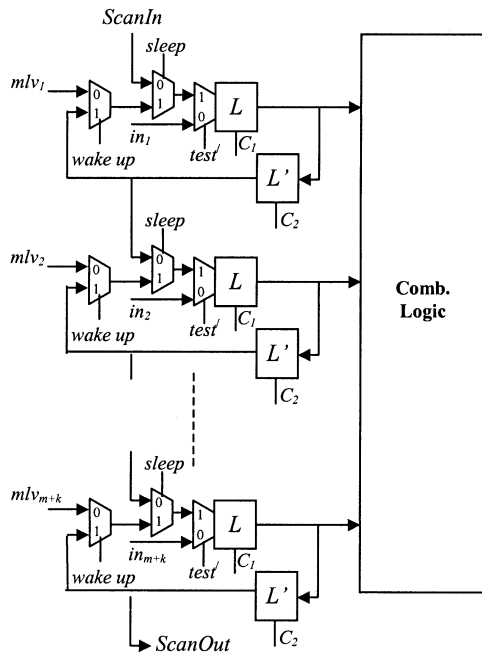 ScanIn
sleep
mlv₁
0
1
0
1
1
0
L
in₁
wake up
test/
C₁
L'
C₂
sleep
mlv₂
0
1
0
1
1
0
L
in₂
wake up
test/
C₁
L'
C₂
Comb.
Logic
sleep
mlvₘ₊ₖ
0
1
0
1
1
0
L
inₘ₊ₖ
wake up
test/
C₁
L'
C₂
ScanOut